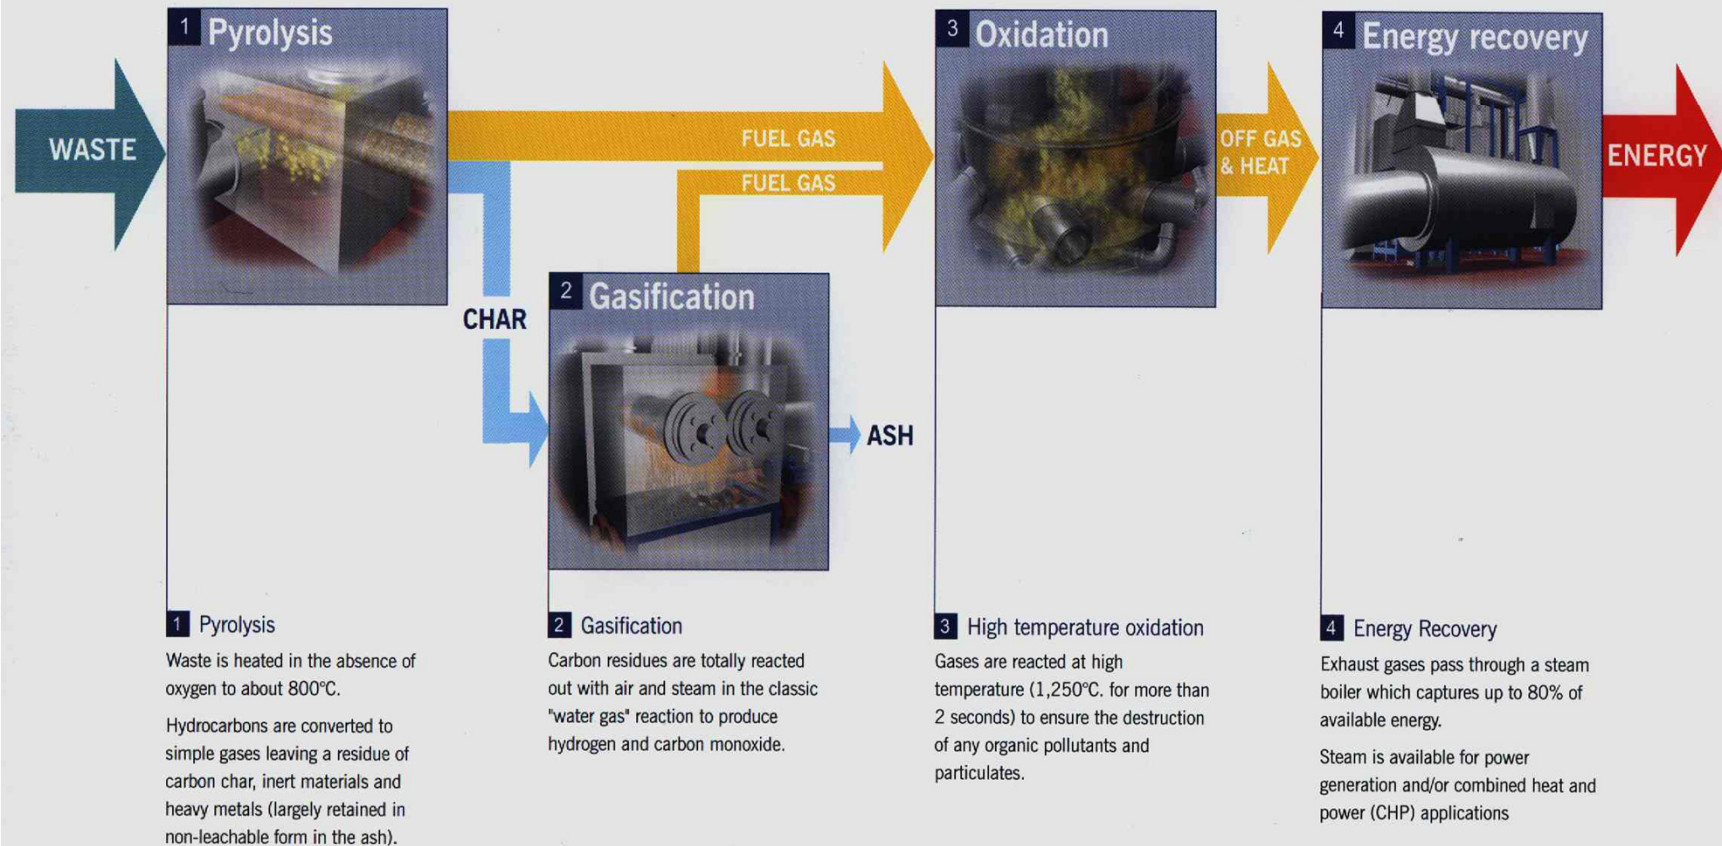 1 Pyrolysis
3 Oxidation
4 Energy recovery
WASTE
FUEL GAS
FUEL GAS
OFF GAS
& HEAT
ENERGY
CHAR
2 Gasification
ASH
1 Pyrolysis
Waste is heated in the absence of
oxygen to about 800°C.
Hydrocarbons are converted to
simple gases leaving a residue of
carbon char, inert materials and
heavy metals (largely retained in
non-leachable form in the ash).
2 Gasification
Carbon residues are totally reacted
out with air and steam in the classic
"water gas" reaction to produce
hydrogen and carbon monoxide.
3 High temperature oxidation
Gases are reacted at high
temperature (1,250°C. for more than
2 seconds) to ensure the destruction
of any organic pollutants and
particulates.
4 Energy Recovery
Exhaust gases pass through a steam
boiler which captures up to 80% of
available energy.
Steam is available for power
generation and/or combined heat and
power (CHP) applications